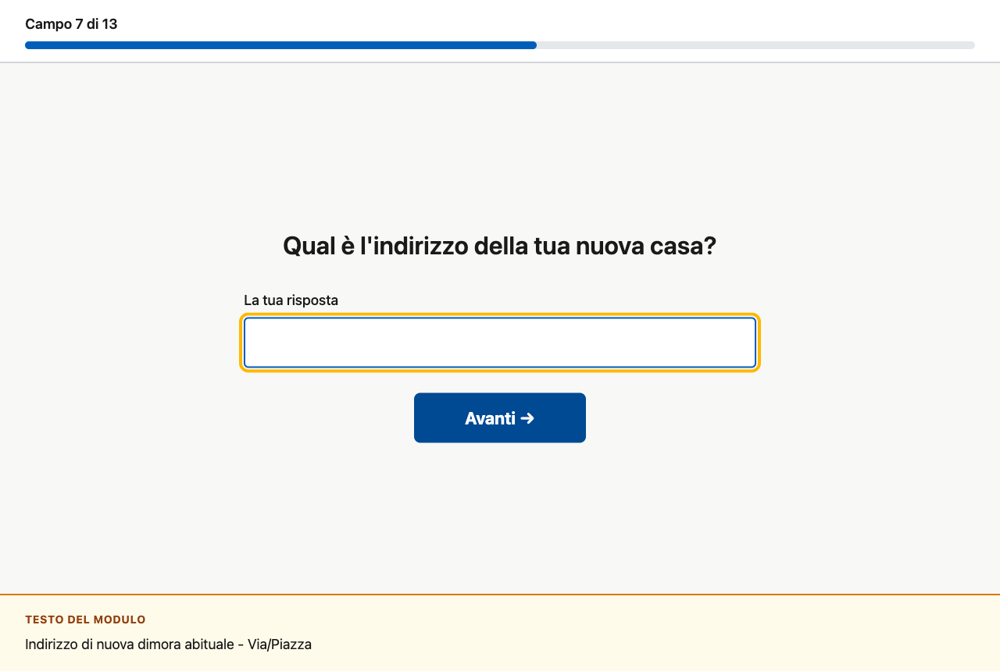 Campo 7 di 13
Qual è l'indirizzo della tua nuova casa?
La tua risposta
Avanti →
TESTO DEL MODULO
Indirizzo di nuova dimora abituale - Via/Piazza